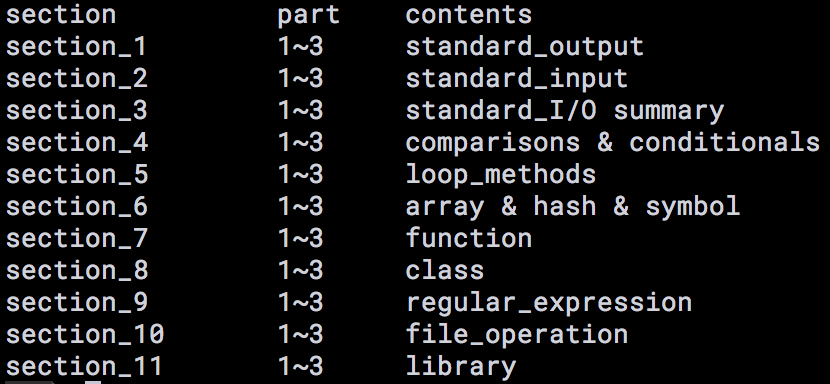 section part contents
section_1 1~3 standard_output
section_2 1~3 standard_input
section_3 1~3 standard_I/O summary
section_4 1~3 comparisons & conditionals
section_5 1~3 loop_methods
section_6 1~3 array & hash & symbol
section_7 1~3 function
section_8 1~3 class
section_9 1~3 regular_expression
section_10 1~3 file_operation
section_11 1~3 library